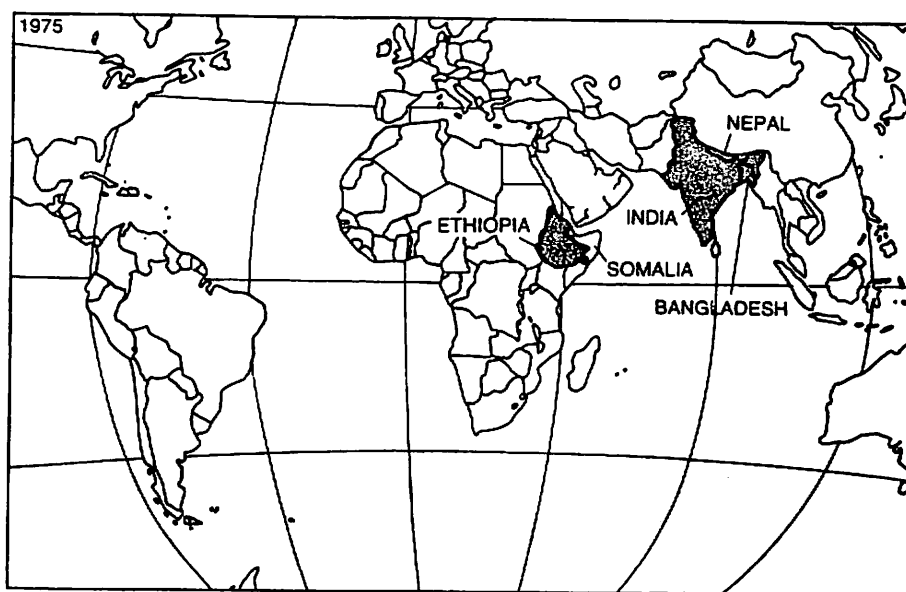 1975
NEPAL
ETHIOPIA
INDIA
SOMALIA
BANGLADESH